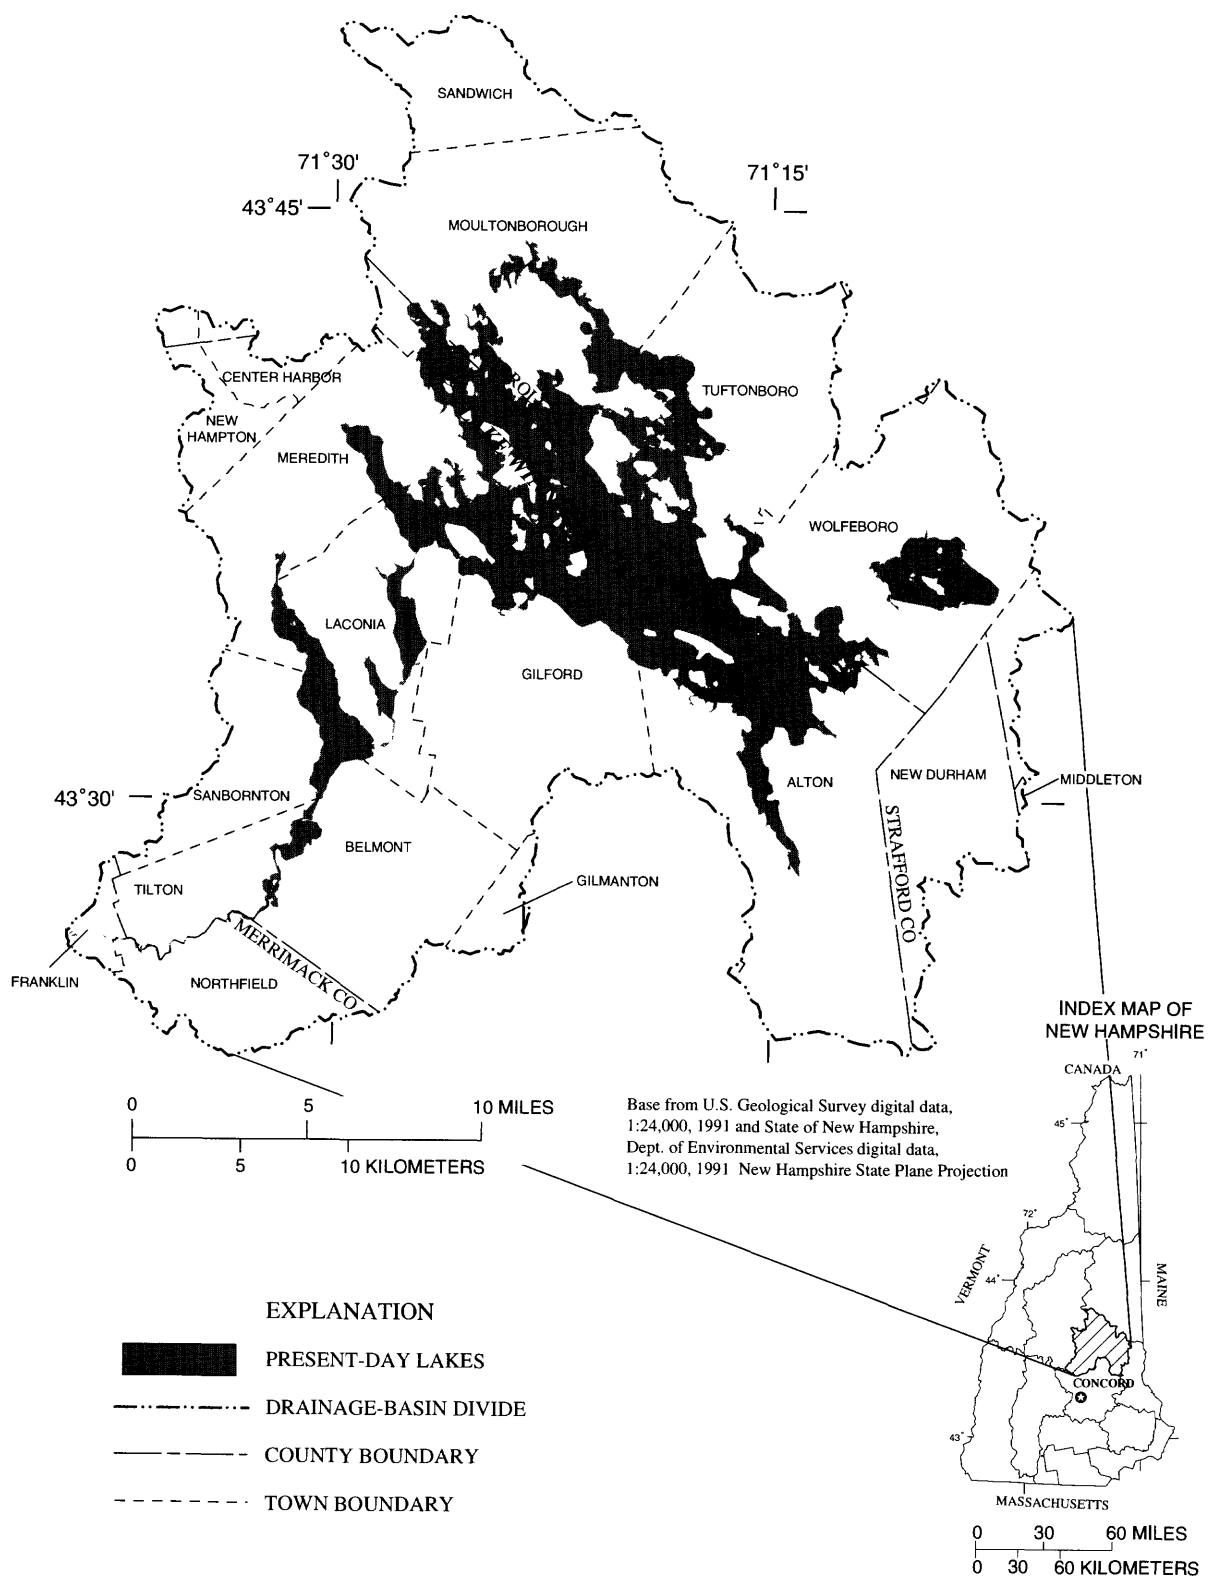 SANDWICH
71°30'
71°15'
43°45'
MOULTONBOROUGH
CENTER HARBOR
TUFTONBORO
NEW
HAMPTON
MEREDITH
WOLFEBORO
LACONIA
GILFORD
43°30'
SANBORNTON
ALTON
NEW DURHAM
MIDDLETON
BELMONT
STRAFFORD CO
TILTON
GILMANTON
MERRIMACK CO
FRANKLIN
NORTHFIELD
INDEX MAP OF
NEW HAMPSHIRE
71°
CANADA
0 5 10 MILES
0 5 10 KILOMETERS
Base from U.S. Geological Survey digital data,
1:24,000, 1991 and State of New Hampshire,
Dept. of Environmental Services digital data,
1:24,000, 1991 New Hampshire State Plane Projection
45°
72°
VERMONT
44°
MAINE
CONCORD
43°
MASSACHUSETTS
0 30 60 MILES
0 30 60 KILOMETERS
EXPLANATION
PRESENT-DAY LAKES
DRAINAGE-BASIN DIVIDE
COUNTY BOUNDARY
TOWN BOUNDARY